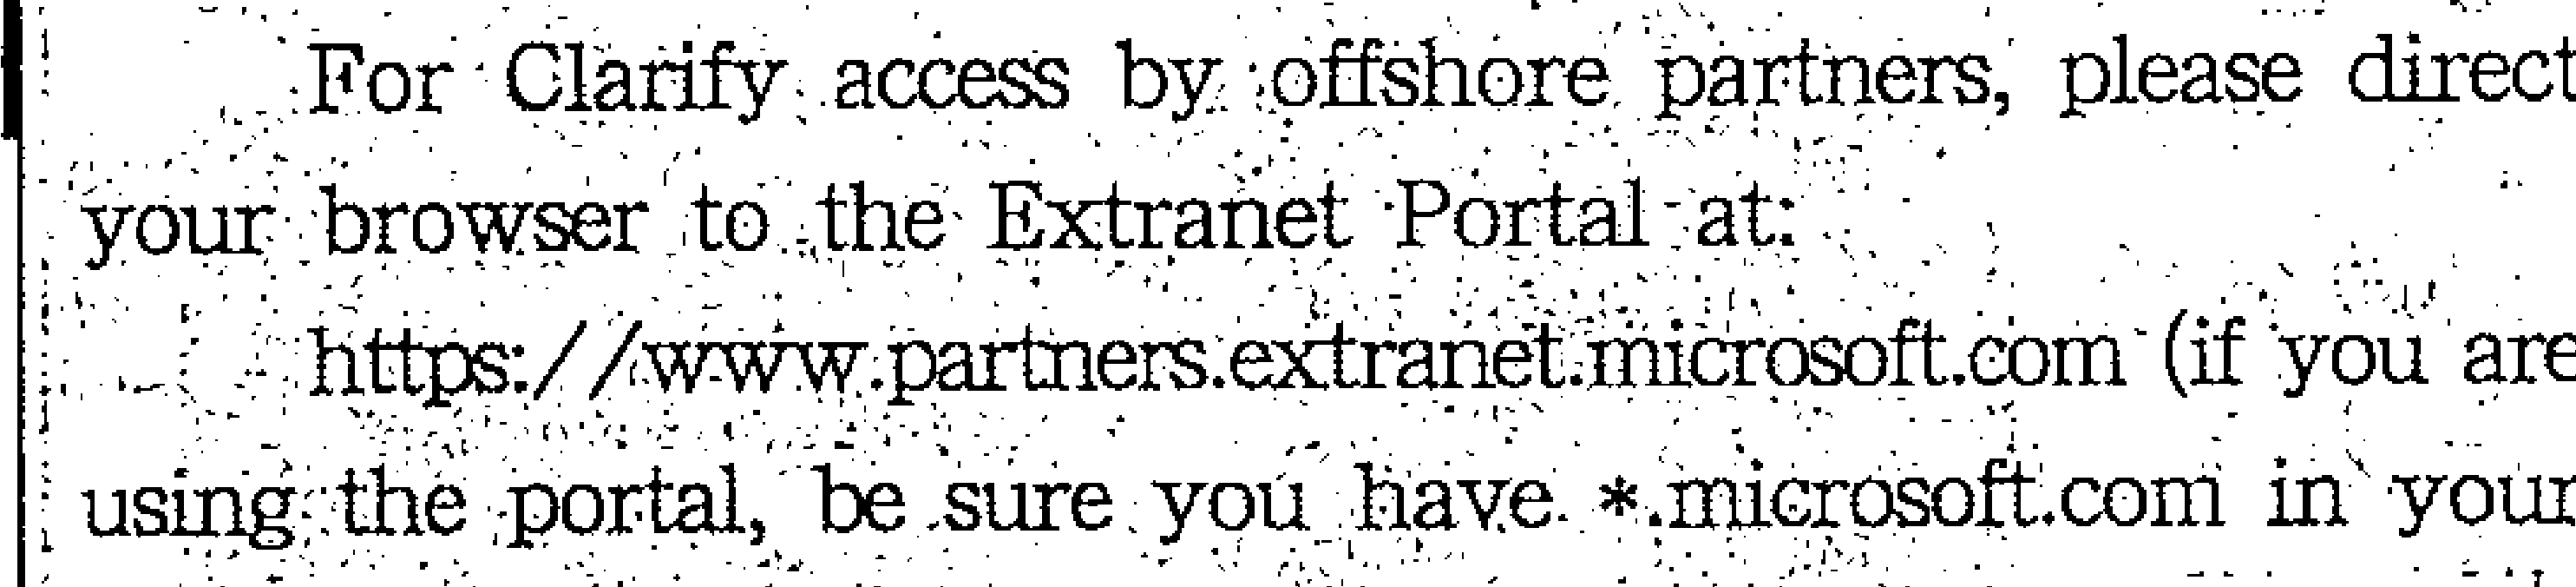 For Clarify access by offshore partners, please direct
your browser to the Extranet Portal at:
https://www.partners.extranet.microsoft.com (if you are
using the portal, be sure you have *.microsoft.com in your